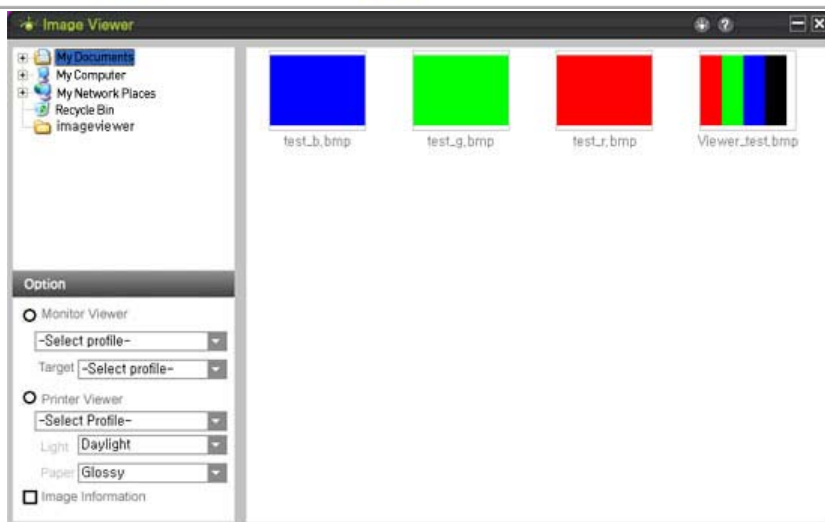 Image Viewer
My Documents
My Computer
My Network Places
Recycle Bin
imageviewer
test_b.bmp
test_g.bmp
test_r.bmp
Viewer_test.bmp
Option
Monitor Viewer
-Select profile-
Target -Select profile-
Printer Viewer
-Select Profile-
Light Daylight
Paper Glossy
Image Information